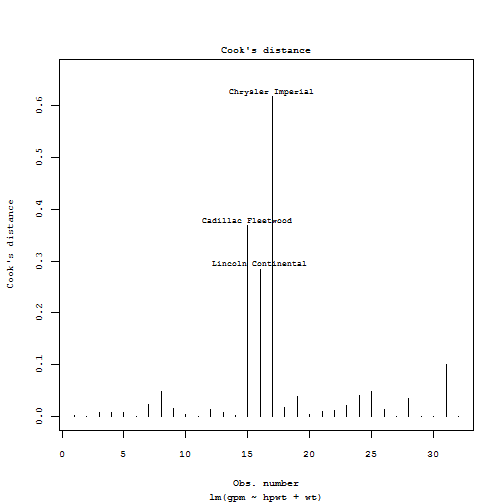 Cook's distance
Chrysler Imperial
Cadillac Fleetwood
Lincoln Continental
Cook's distance
0.0 0.1 0.2 0.3 0.4 0.5 0.6
0 5 10 15 20 25 30
Obs. number
lm(gpm ~ hpwt + wt)